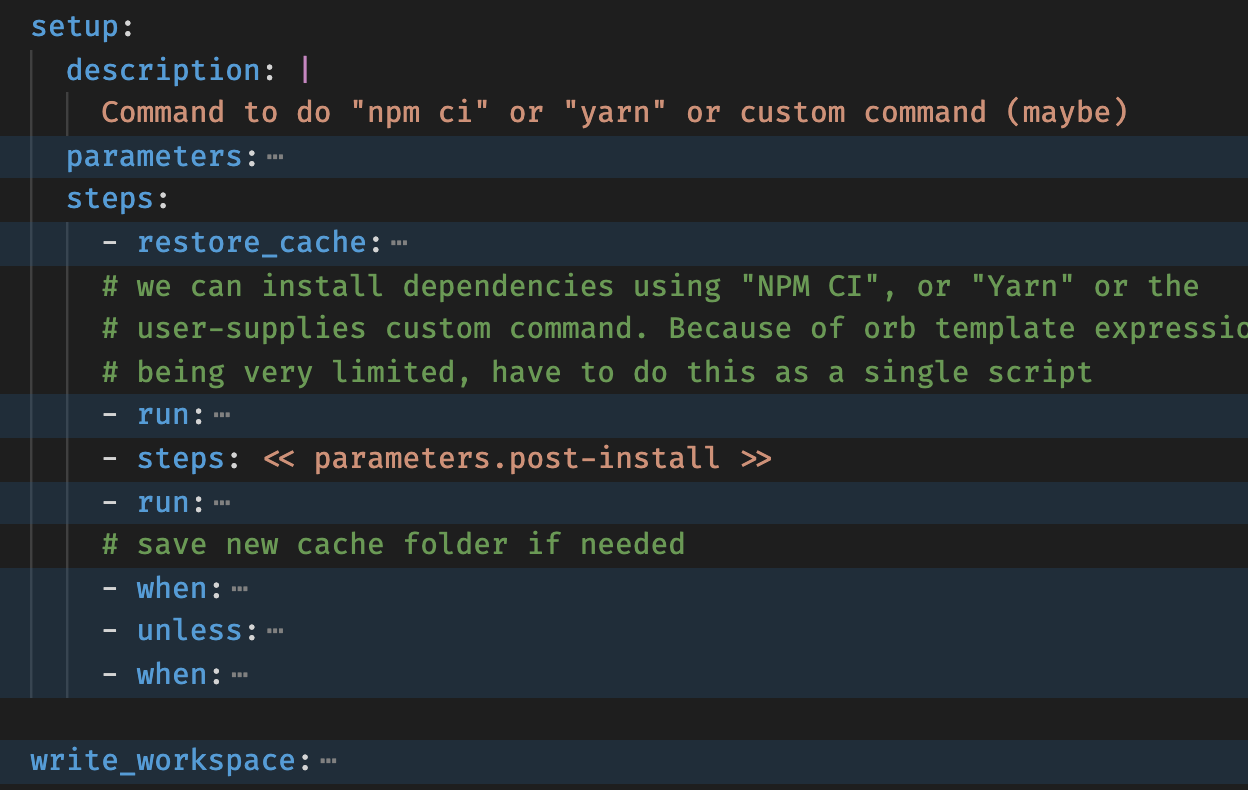 setup:
description: |
Command to do "npm ci" or "yarn" or custom command (maybe)
parameters:⋯
steps:
- restore_cache:⋯
# we can install dependencies using "NPM CI", or "Yarn" or the
# user-supplies custom command. Because of orb template expressio
# being very limited, have to do this as a single script
- run:⋯
- steps: << parameters.post-install >>
- run:⋯
# save new cache folder if needed
- when:⋯
- unless:⋯
- when:⋯
write_workspace:⋯